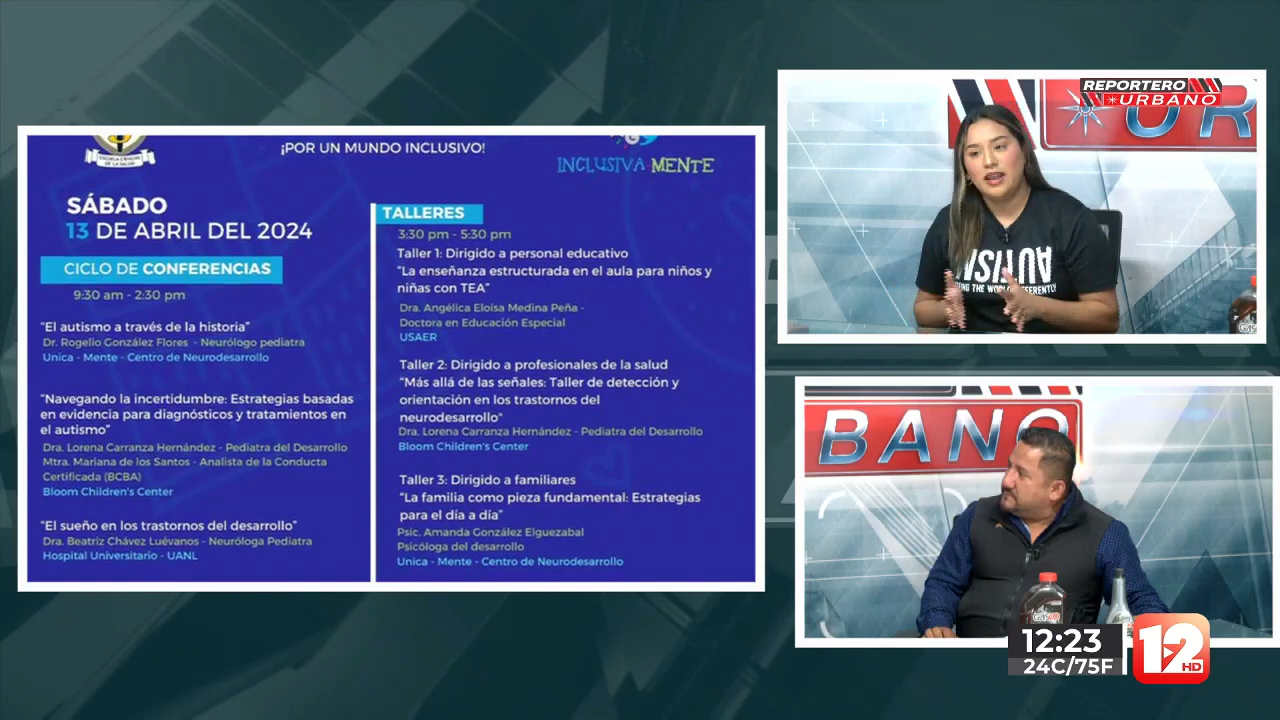 ESCUELA CIENCIAS
DE LA SALUD
¡POR UN MUNDO INCLUSIVO!
INCLUSIVA-MENTE
SÁBADO
13 DE ABRIL DEL 2024
CICLO DE CONFERENCIAS
9:30 am - 2:30 pm
"El autismo a través de la historia"
Dr. Rogelio González Flores - Neurólogo pediatra
Unica - Mente - Centro de Neurodesarrollo
"Navegando la incertidumbre: Estrategias basadas
en evidencia para diagnósticos y tratamientos en
el autismo"
Dra. Lorena Carranza Hernández - Pediatra del Desarrollo
Mtra. Mariana de los Santos - Analista de la Conducta
Certificada (BCBA)
Bloom Children's Center
"El sueño en los trastornos del desarrollo"
Dra. Beatriz Chávez Luévanos - Neuróloga Pediatra
Hospital Universitario - UANL
TALLERES
3:30 pm - 5:30 pm
Taller 1: Dirigido a personal educativo
"La enseñanza estructurada en el aula para niños y
niñas con TEA"
Dra. Angélica Eloísa Medina Peña -
Doctora en Educación Especial
USAER
Taller 2: Dirigido a profesionales de la salud
"Más allá de las señales: Taller de detección y
orientación en los trastornos del
neurodesarrollo"
Dra. Lorena Carranza Hernández - Pediatra del Desarrollo
Bloom Children's Center
Taller 3: Dirigido a familiares
"La familia como pieza fundamental: Estrategias
para el día a día"
Psic. Amanda González Elguezabal
Psicóloga del desarrollo
Unica - Mente - Centro de Neurodesarrollo
REPORTERO
URBANO
UR
THE WORLD
BANO
12:23
24C/75F
12
HD